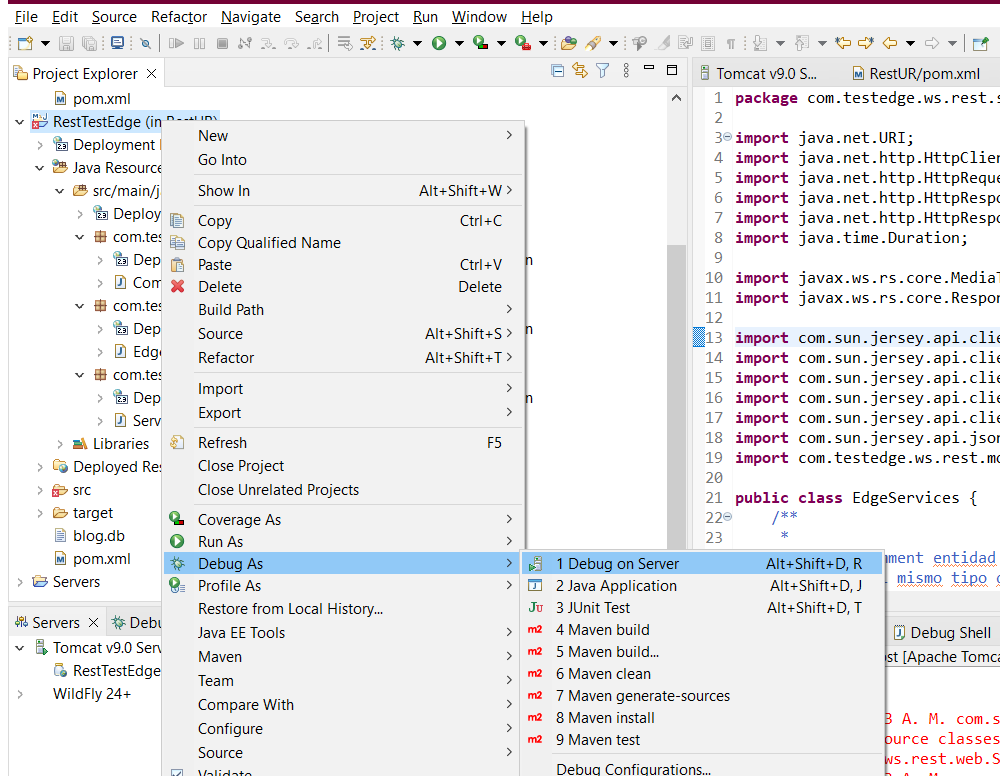 File Edit Source Refactor Navigate Search Project Run Window Help
Project Explorer
pom.xml
RestTestEdge (in RestUR)
Deployment
Java Resource
src/main/j
Deploy
com.tes
Dep
Com
com.tes
Dep
Edge
com.tes
Dep
Serv
Libraries
Deployed Res
src
target
blog.db
pom.xml
Servers
Servers
Debu
Tomcat v9.0 Serv
RestTestEdge
WildFly 24+
New
Go Into
Show In Alt+Shift+W
Copy Ctrl+C
Copy Qualified Name
Paste Ctrl+V
Delete Delete
Build Path
Source Alt+Shift+S
Refactor Alt+Shift+T
Import
Export
Refresh F5
Close Project
Close Unrelated Projects
Coverage As
Run As
Debug As
Profile As
Restore from Local History...
Java EE Tools
Maven
Team
Compare With
Configure
Source
Validate
1 Debug on Server Alt+Shift+D, R
2 Java Application Alt+Shift+D, J
Ju 3 JUnit Test Alt+Shift+D, T
m2 4 Maven build
m2 5 Maven build...
m2 6 Maven clean
m2 7 Maven generate-sources
m2 8 Maven install
m2 9 Maven test
Debug Configurations...
Tomcat v9.0 S...
RestUR/pom.xml
1 package com.testedge.ws.rest.s
2
3 import java.net.URI;
4 import java.net.http.HttpClien
5 import java.net.http.HttpReque
6 import java.net.http.HttpRespo
7 import java.net.http.HttpRespo
8 import java.time.Duration;
9
10 import javax.ws.rs.core.MediaT
11 import javax.ws.rs.core.Respon
12
13 import com.sun.jersey.api.clie
14 import com.sun.jersey.api.clie
15 import com.sun.jersey.api.clie
16 import com.sun.jersey.api.clie
17 import com.sun.jersey.api.clie
18 import com.sun.jersey.api.json
19 import com.testedge.ws.rest.mo
20
21 public class EdgeServices {
22 /**
23 *
ment entidad
mismo tipo
Debug Shell
ost [Apache Tomca
B A. M. com.s
ource classes
ws.rest.web.S